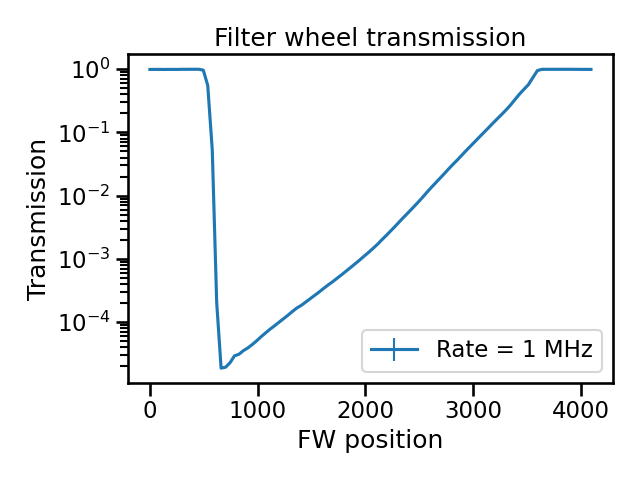 Filter wheel transmission
Transmission
10⁰
10⁻¹
10⁻²
10⁻³
10⁻⁴
Rate = 1 MHz
0 1000 2000 3000 4000
FW position